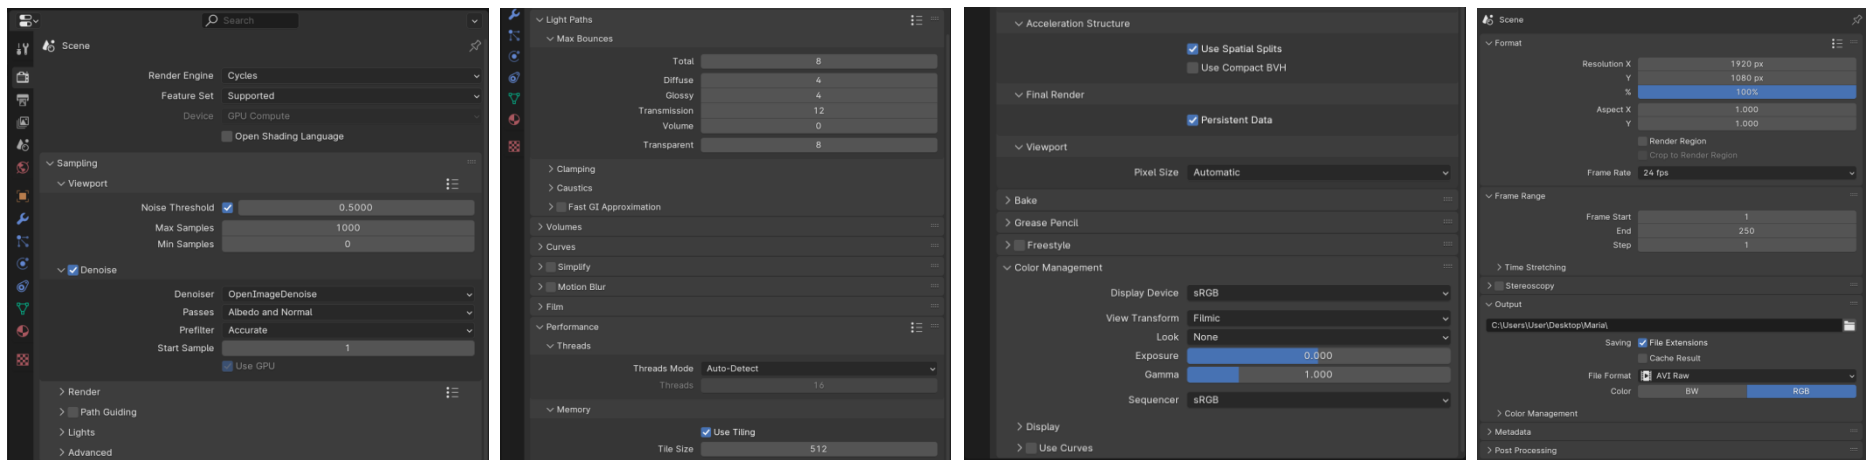 Search
Scene
Render Engine Cycles
Feature Set Supported
Device GPU Compute
Open Shading Language
Sampling
Viewport
Noise Threshold 0.5000
Max Samples 1000
Min Samples 0
Denoise
Denoiser OpenImageDenoise
Passes Albedo and Normal
Prefilter Accurate
Start Sample 1
Use GPU
Render
Path Guiding
Lights
Advanced
Light Paths
Max Bounces
Total 8
Diffuse 4
Glossy 4
Transmission 12
Volume 0
Transparent 8
Clamping
Caustics
Fast GI Approximation
Volumes
Curves
Simplify
Motion Blur
Film
Performance
Threads
Threads Mode Auto-Detect
Threads 16
Memory
Use Tiling
Tile Size 512
Acceleration Structure
Use Spatial Splits
Use Compact BVH
Final Render
Persistent Data
Viewport
Pixel Size Automatic
Bake
Grease Pencil
Freestyle
Color Management
Display Device sRGB
View Transform Filmic
Look None
Exposure 0.000
Gamma 1.000
Sequencer sRGB
Display
Use Curves
Scene
Format
Resolution X 1920 px
Y 1080 px
% 100%
Aspect X 1.000
Y 1.000
Render Region
Crop to Render Region
Frame Rate 24 fps
Frame Range
Frame Start 1
End 250
Step 1
Time Stretching
Stereoscopy
Output
C:\Users\User\Desktop\Maria\
Saving File Extensions
Cache Result
File Format AVI Raw
Color BW RGB
Color Management
Metadata
Post Processing